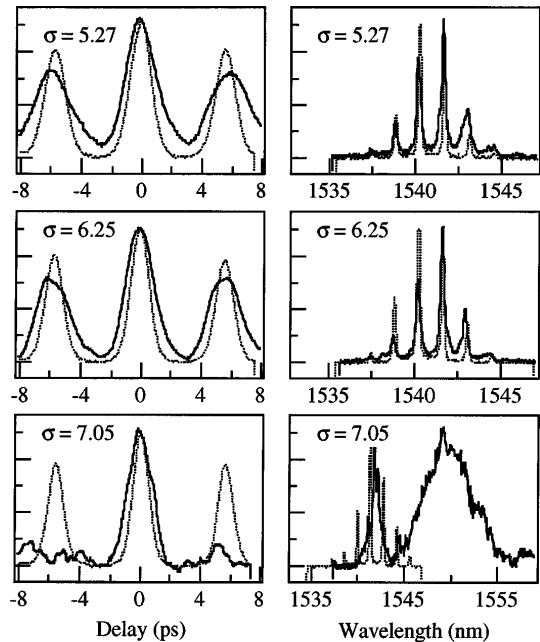 σ = 5.27
σ = 5.27
-8 -4 0 4 8
1535 1540 1545
σ = 6.25
σ = 6.25
-8 -4 0 4 8
1535 1540 1545
σ = 7.05
σ = 7.05
-8 -4 0 4 8
1535 1545 1555
Delay (ps)
Wavelength (nm)